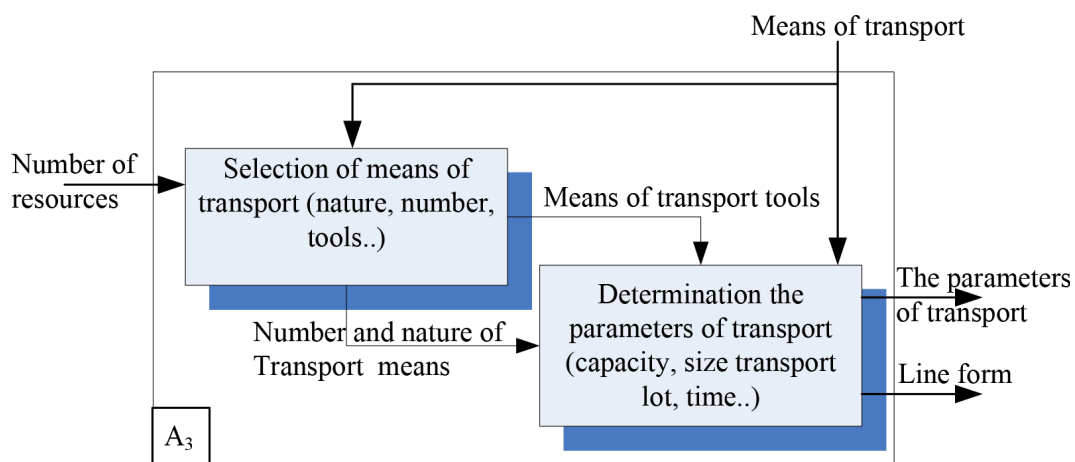 Means of transport
Number of
resources
Selection of means of
transport (nature, number,
tools..)
Means of transport tools
Determination the
parameters of transport
(capacity, size transport
lot, time..)
The parameters
of transport
Number and nature of
Transport means
Line form
A3